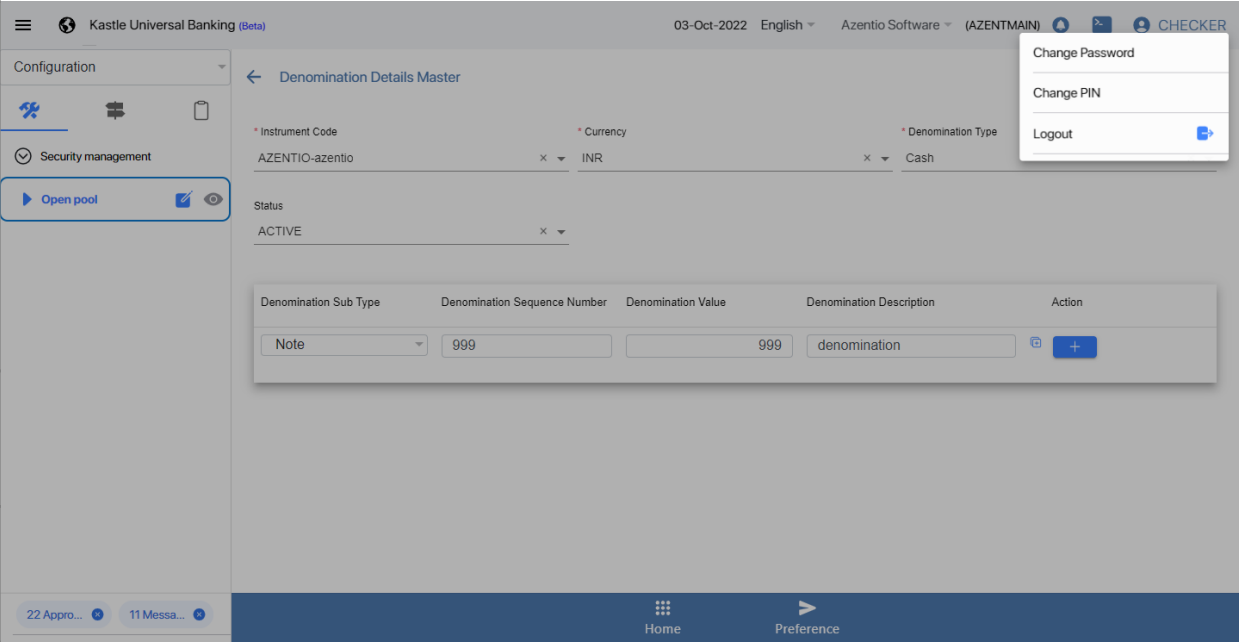 Kastle Universal Banking (Beta)
03-Oct-2022 English Azentio Software (AZENTMAIN) CHECKER
Change Password
Change PIN
Logout
Configuration
Security management
Open pool
Denomination Details Master
* Instrument Code * Currency * Denomination Type
AZENTIO-azentio × INR × Cash
Status
ACTIVE ×
Denomination Sub Type Denomination Sequence Number Denomination Value Denomination Description Action
Note 999 999 denomination +
22 Appro... 11 Messa...
Home Preference